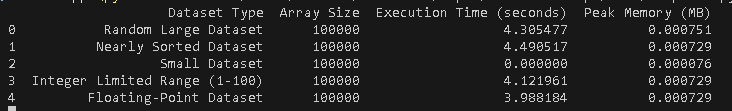 Dataset Type Array Size Execution Time (seconds) Peak Memory (MB)
0 Random Large Dataset 100000 4.305477 0.000751
1 Nearly Sorted Dataset 100000 4.490517 0.000729
2 Small Dataset 100000 0.000000 0.000076
3 Integer Limited Range (1-100) 100000 4.121961 0.000729
4 Floating-Point Dataset 100000 3.988184 0.000729